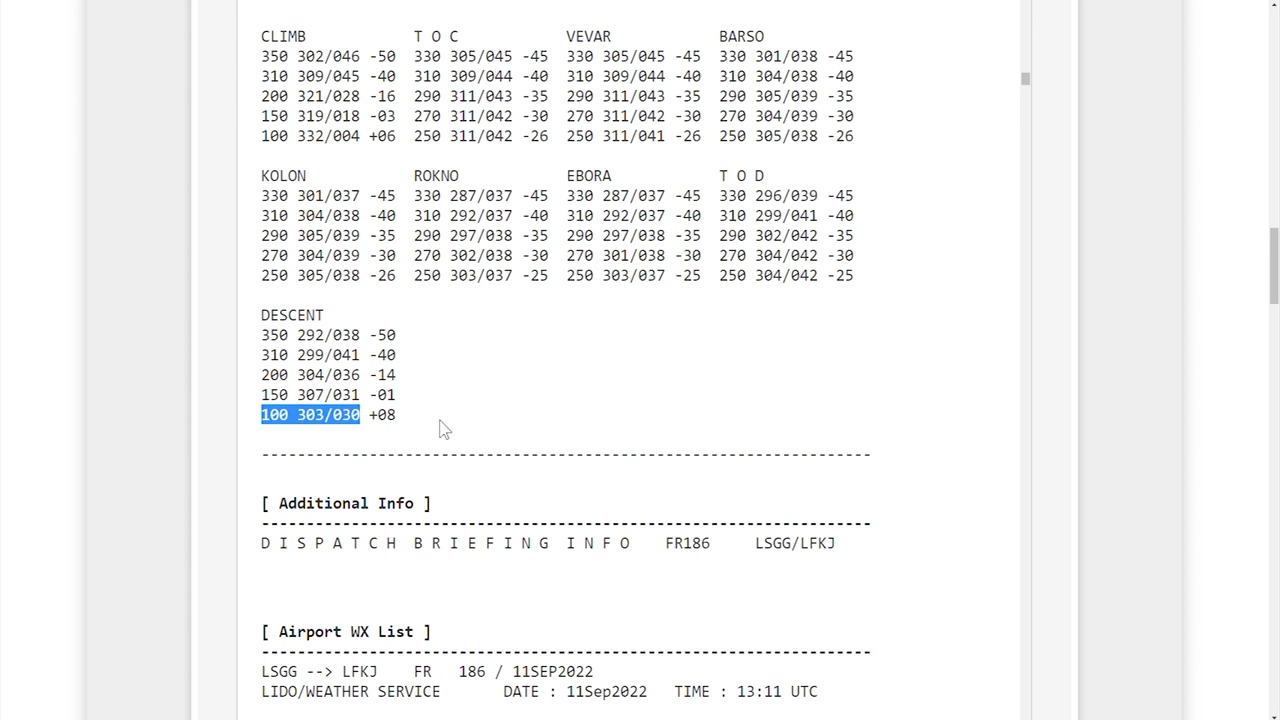 CLIMB T O C VEVAR BARSO
350 302/046 -50 330 305/045 -45 330 305/045 -45 330 301/038 -45
310 309/045 -40 310 309/044 -40 310 309/044 -40 310 304/038 -40
200 321/028 -16 290 311/043 -35 290 311/043 -35 290 305/039 -35
150 319/018 -03 270 311/042 -30 270 311/042 -30 270 304/039 -30
100 332/004 +06 250 311/042 -26 250 311/041 -26 250 305/038 -26
KOLON ROKNO EBORA T O D
330 301/037 -45 330 287/037 -45 330 287/037 -45 330 296/039 -45
310 304/038 -40 310 292/037 -40 310 292/037 -40 310 299/041 -40
290 305/039 -35 290 297/038 -35 290 297/038 -35 290 302/042 -35
270 304/039 -30 270 302/038 -30 270 301/038 -30 270 304/042 -30
250 305/038 -26 250 303/037 -25 250 303/037 -25 250 304/042 -25
DESCENT
350 292/038 -50
310 299/041 -40
200 304/036 -14
150 307/031 -01
100 303/030 +08
--------------------------------------------------------------------
[ Additional Info ]
--------------------------------------------------------------------
D I S P A T C H B R I E F I N G I N F O FR186 LSGG/LFKJ
[ Airport WX List ]
--------------------------------------------------------------------
LSGG --> LFKJ FR 186 / 11SEP2022
LIDO/WEATHER SERVICE DATE : 11Sep2022 TIME : 13:11 UTC